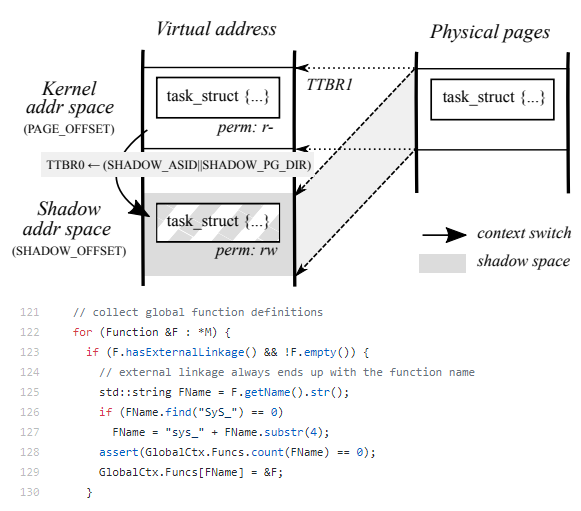 Virtual address
Physical pages
Kernel
addr space
(PAGE_OFFSET)
task_struct {...}
perm: r-
TTBR1
task_struct {...}
TTBR0 ← (SHADOW_ASID||SHADOW_PG_DIR)
Shadow
addr space
(SHADOW_OFFSET)
task_struct {...}
perm: rw
context switch
shadow space
121 // collect global function definitions
122 for (Function &F : *M) {
123 if (F.hasExternalLinkage() && !F.empty()) {
124 // external linkage always ends up with the function name
125 std::string FName = F.getName().str();
126 if (FName.find("SyS_") == 0)
127 FName = "sys_" + FName.substr(4);
128 assert(GlobalCtx.Funcs.count(FName) == 0);
129 GlobalCtx.Funcs[FName] = &F;
130 }